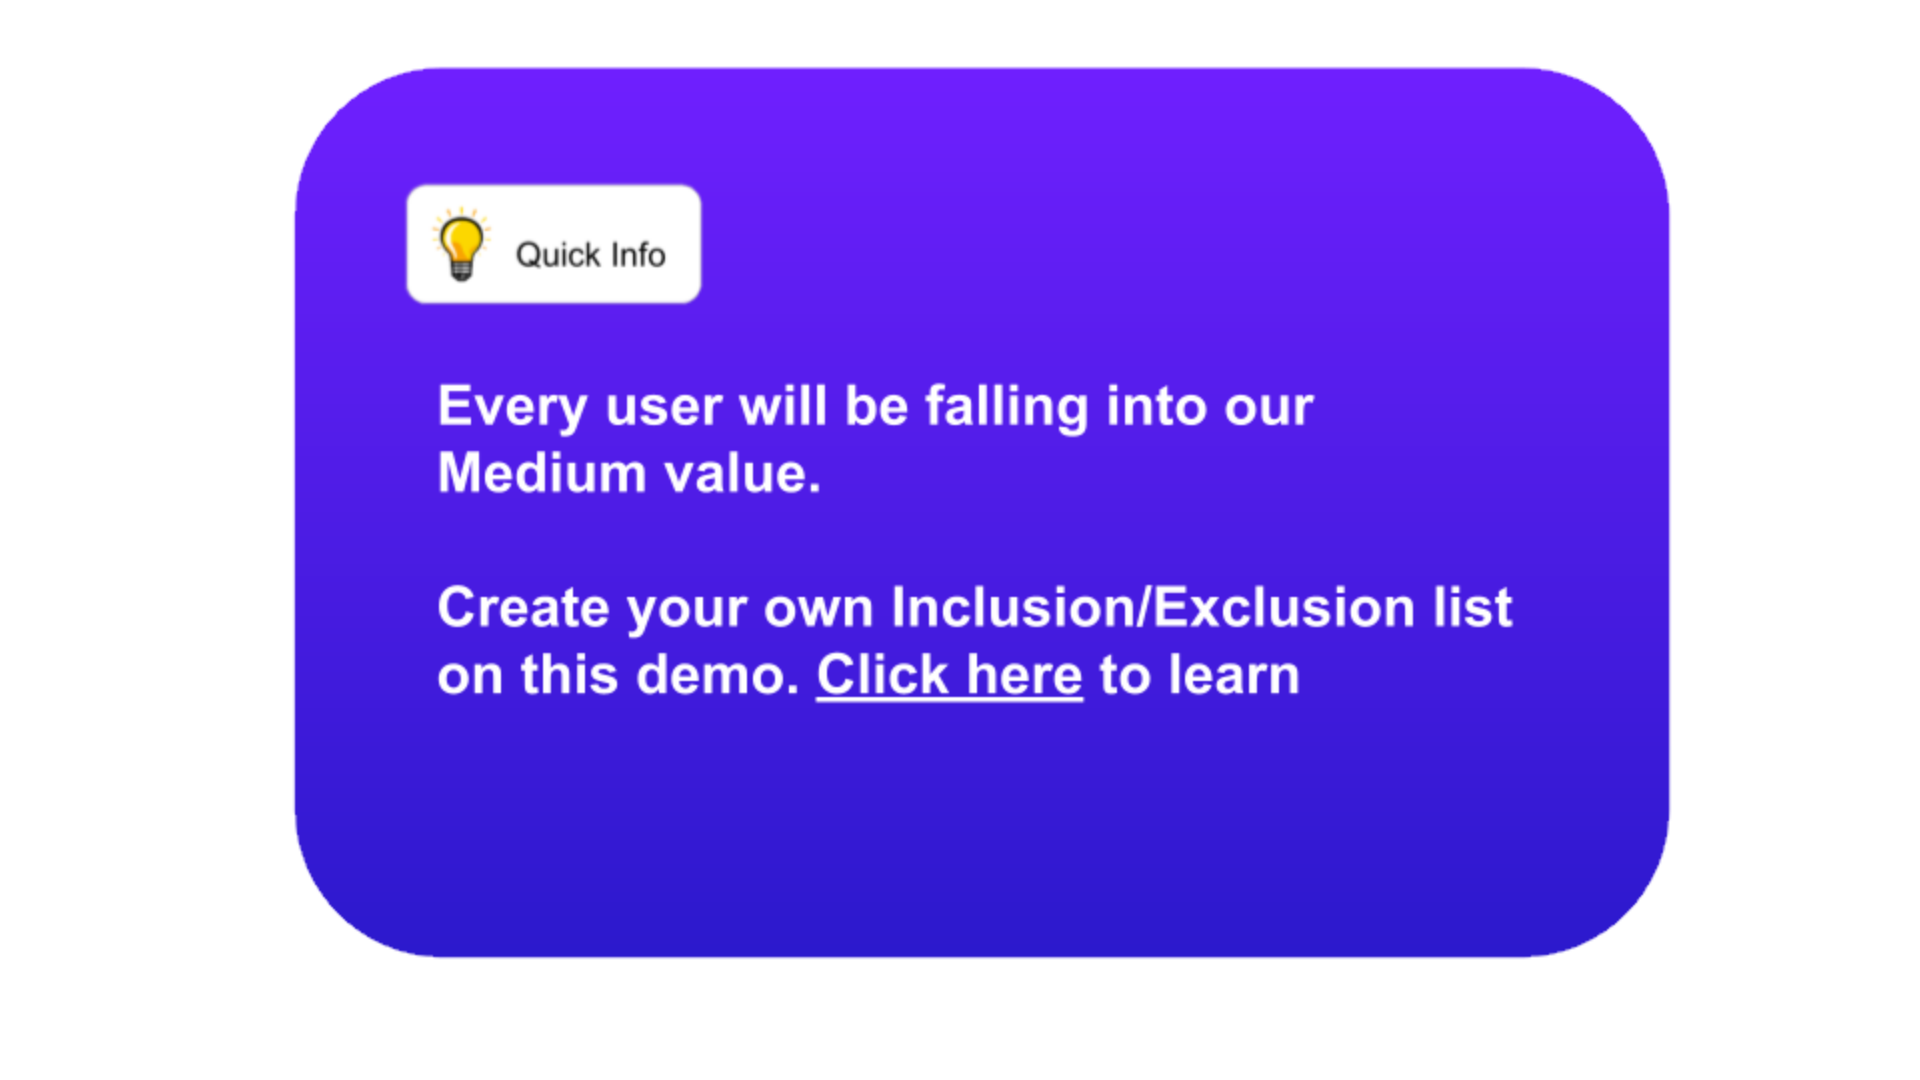 Quick Info
Every user will be falling into our
Medium value.
Create your own Inclusion/Exclusion list
on this demo. Click here to learn